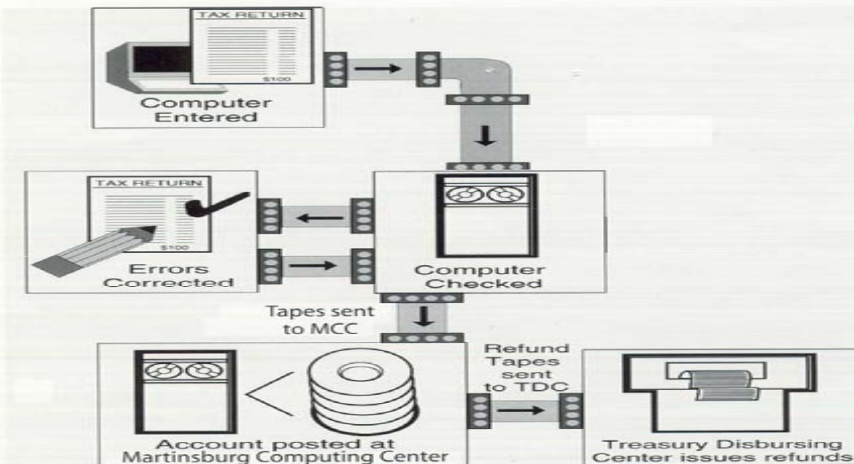 TAX RETURN
$100
Computer
Entered
TAX RETURN
$100
Errors
Corrected
Computer
Checked
Tapes sent
to MCC
Refund
Tapes
sent
to TDC
Account posted at
Martinsburg Computing Center
Treasury Disbursing
Center issues refunds